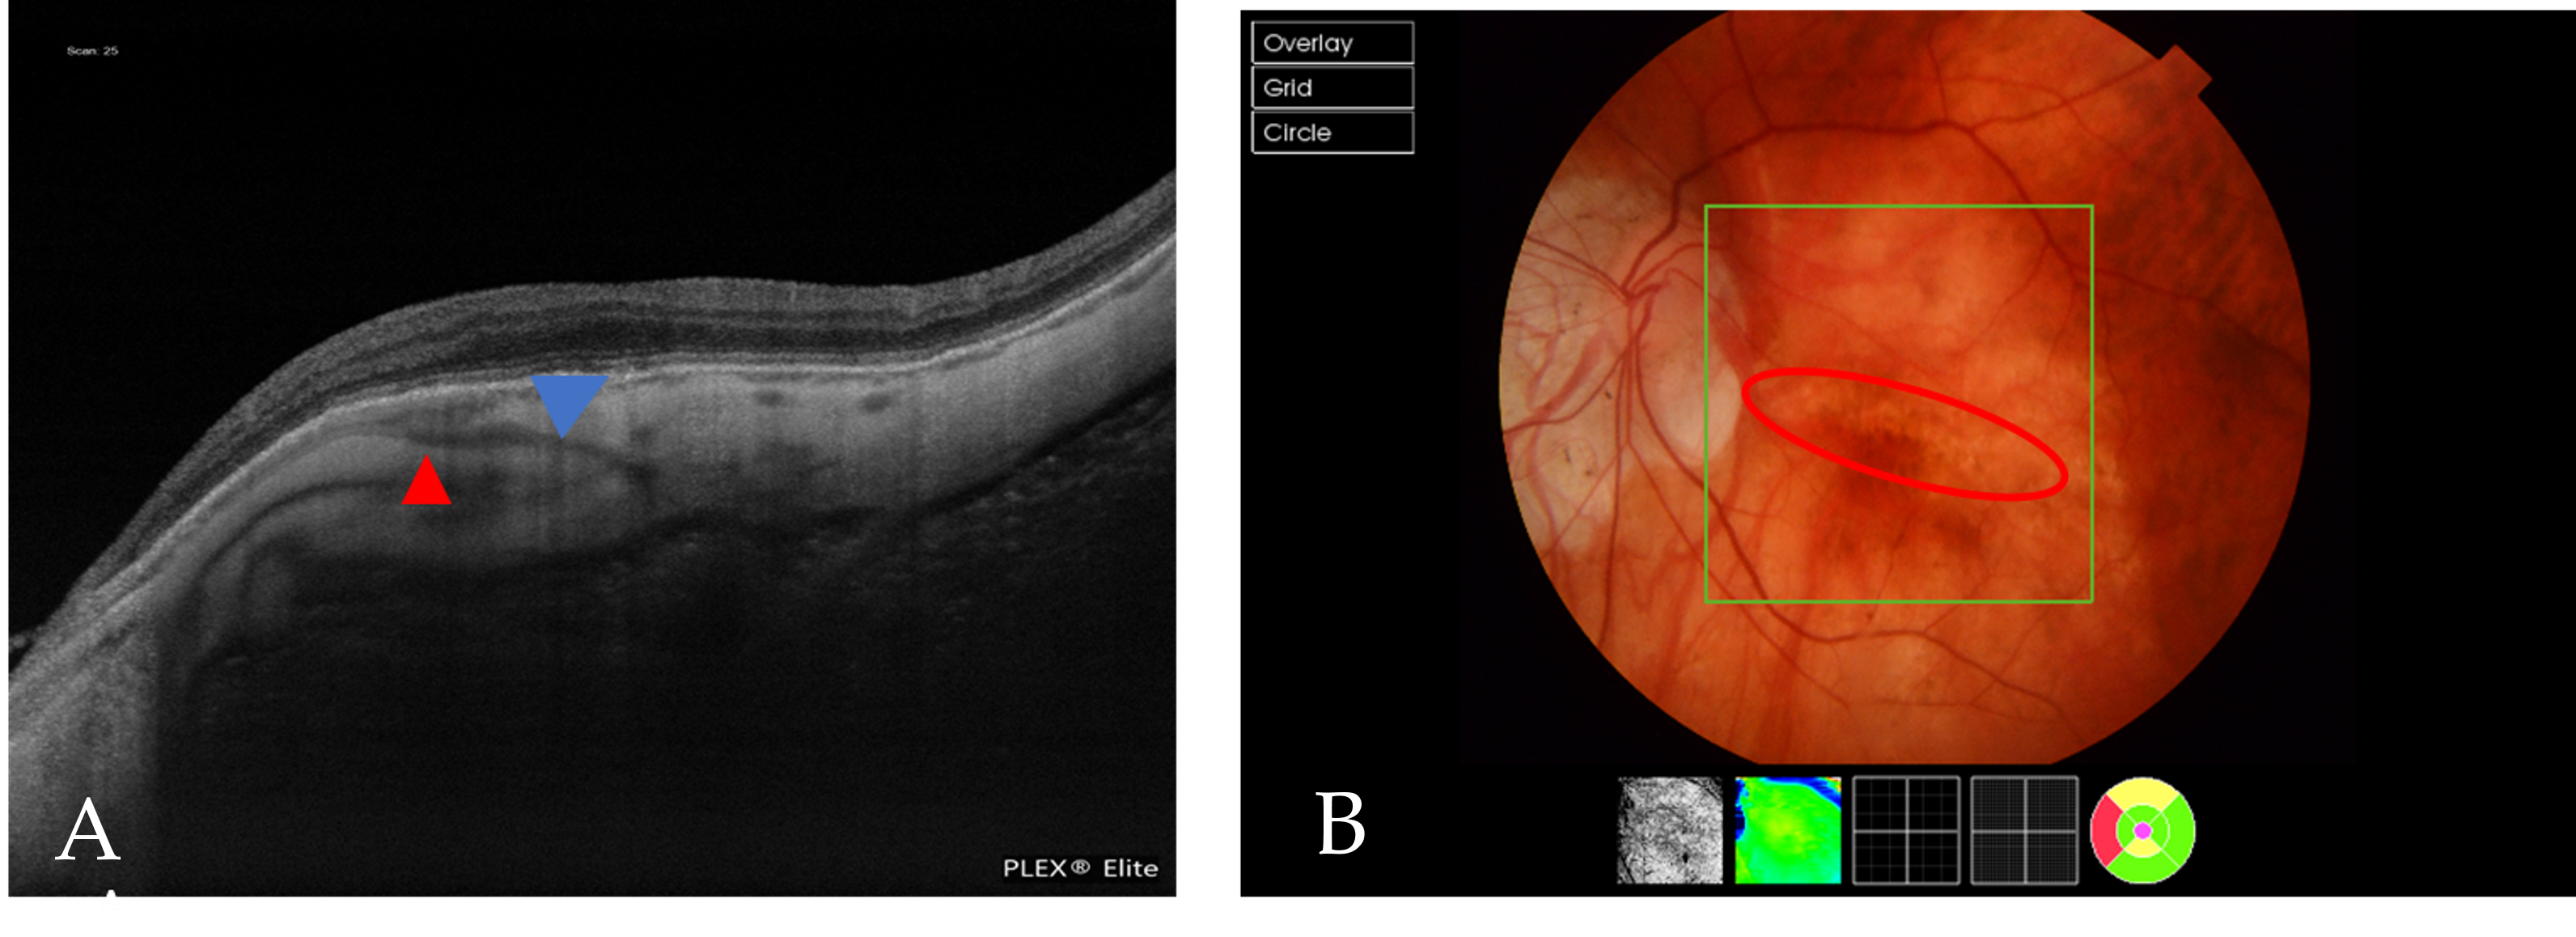 Scan: 25
PLEX® Elite
A
Overlay
Grid
Circle
B